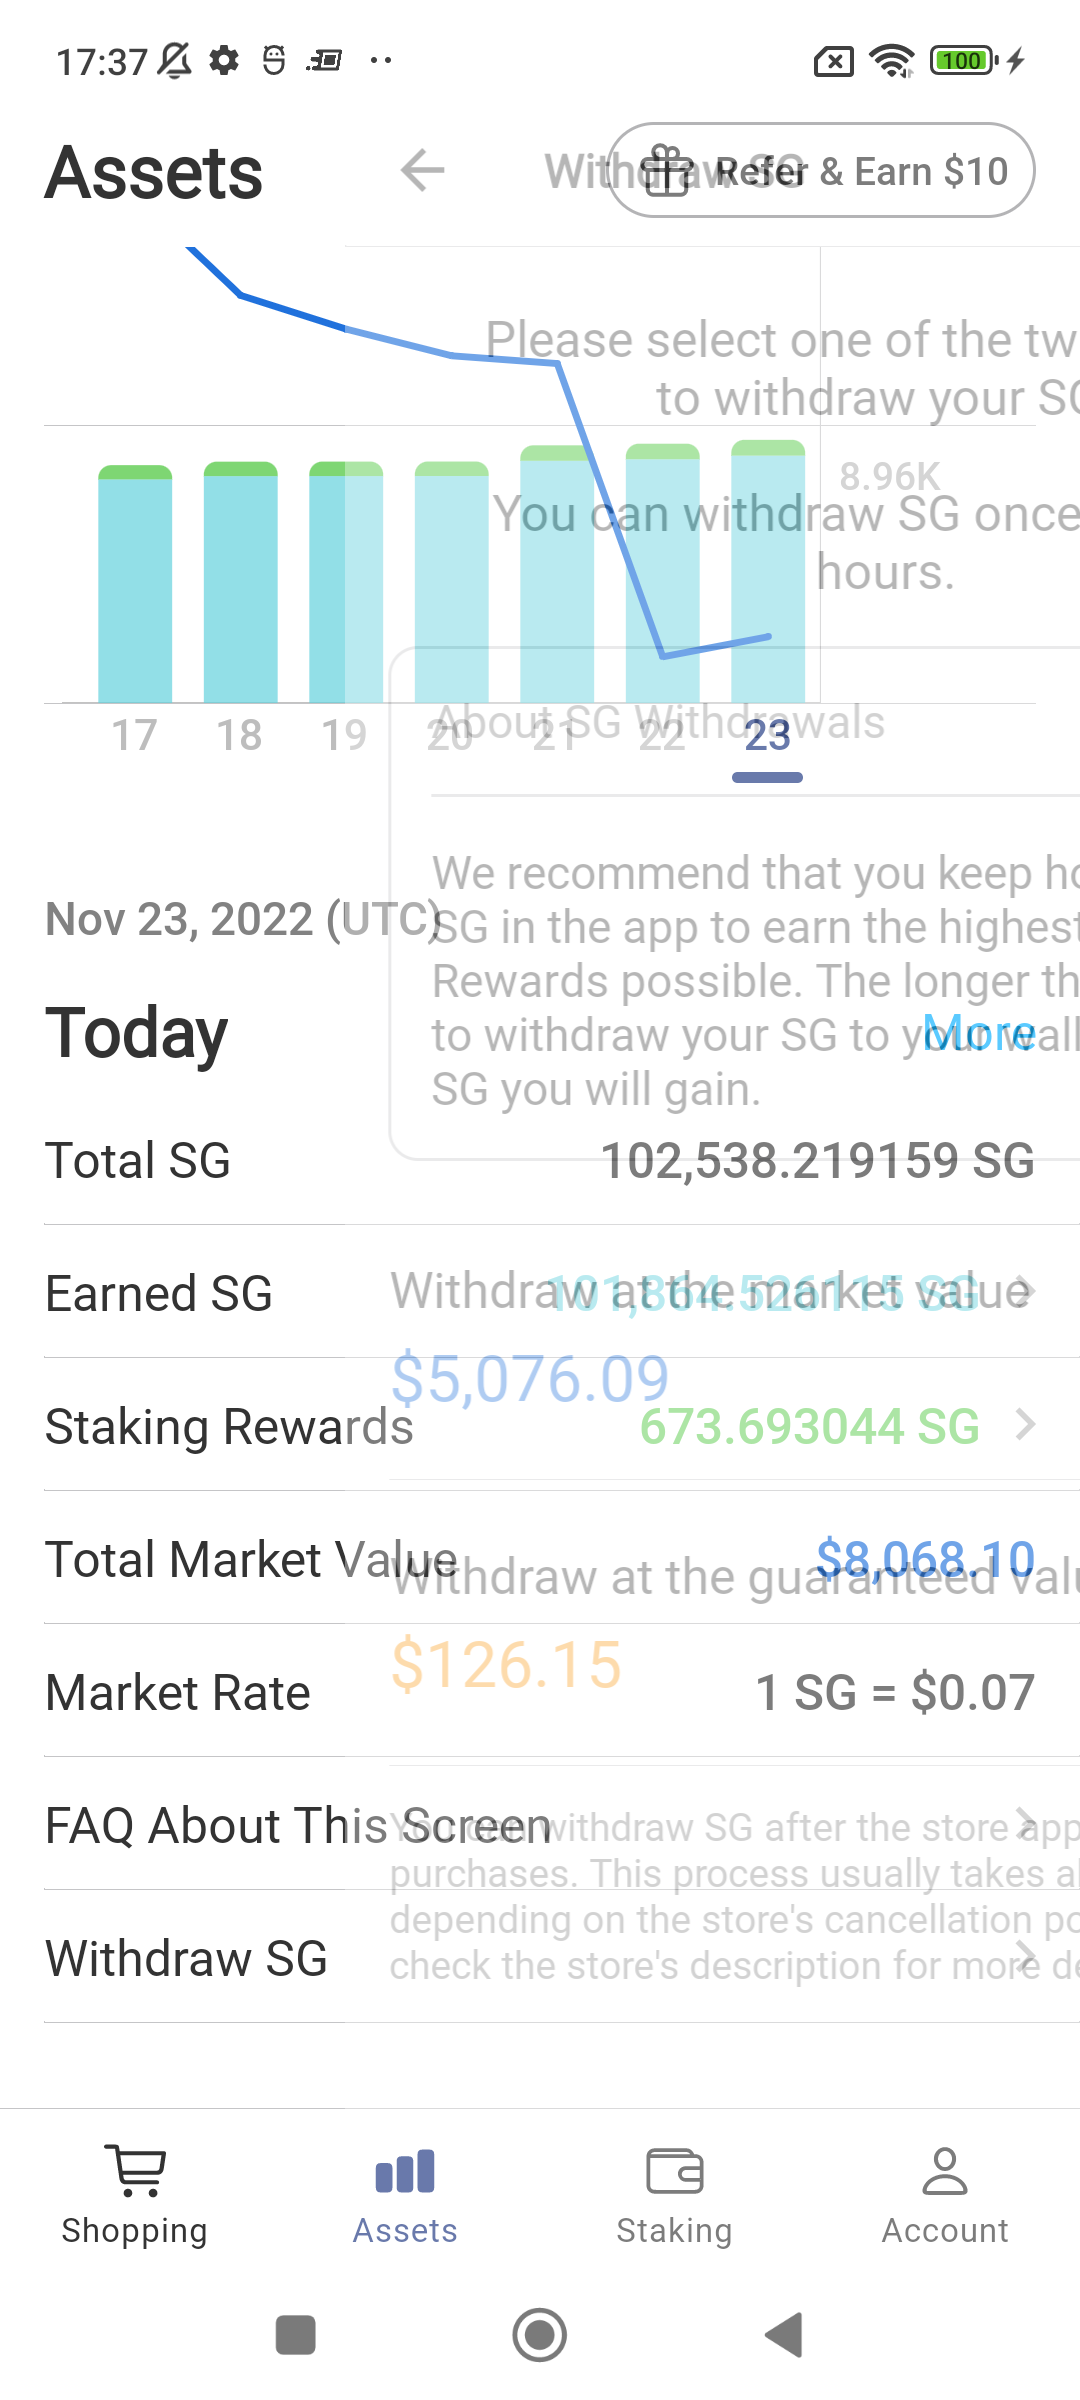 17:37
100
Assets
Withdraw SG
Refer & Earn $10
Please select one of the tw
to withdraw your SG
8.96K
You can withdraw SG once
hours.
17 18 19 20 21 22 23
About SG Withdrawals
We recommend that you keep ho
SG in the app to earn the highest
Rewards possible. The longer th
to withdraw your SG to your wall
SG you will gain.
Nov 23, 2022 (UTC)
Today
More
Total SG
102,538.219159 SG
Earned SG
101,864.526115 SG
Withdraw at the market value
$5,076.09
Staking Rewards
673.693044 SG
Total Market Value
$8,068.10
Withdraw at the guaranteed valu
$126.15
Market Rate
1 SG = $0.07
FAQ About This Screen
You can withdraw SG after the store app
purchases. This process usually takes a
depending on the store's cancellation po
check the store's description for more de
Withdraw SG
Shopping
Assets
Staking
Account